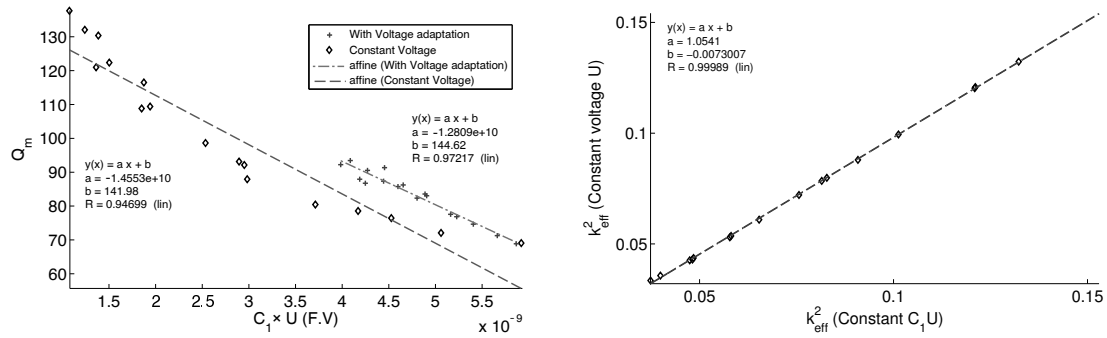 130
120
110
100
90
80
70
60
Q_m
With Voltage adaptation
Constant Voltage
affine (With Voltage adaptation)
affine (Constant Voltage)
y(x) = a x + b
a = −1.2809e+10
b = 144.62
R = 0.97217 (lin)
y(x) = a x + b
a = −1.4553e+10
b = 141.98
R = 0.94699 (lin)
1.5 2 2.5 3 3.5 4 4.5 5 5.5
C_1 × U (F.V)
x 10^−9
0.15
0.1
0.05
k_eff^2 (Constant voltage U)
y(x) = a x + b
a = 1.0541
b = −0.0073007
R = 0.99989 (lin)
0.05 0.1 0.15
k_eff^2 (Constant C_1U)